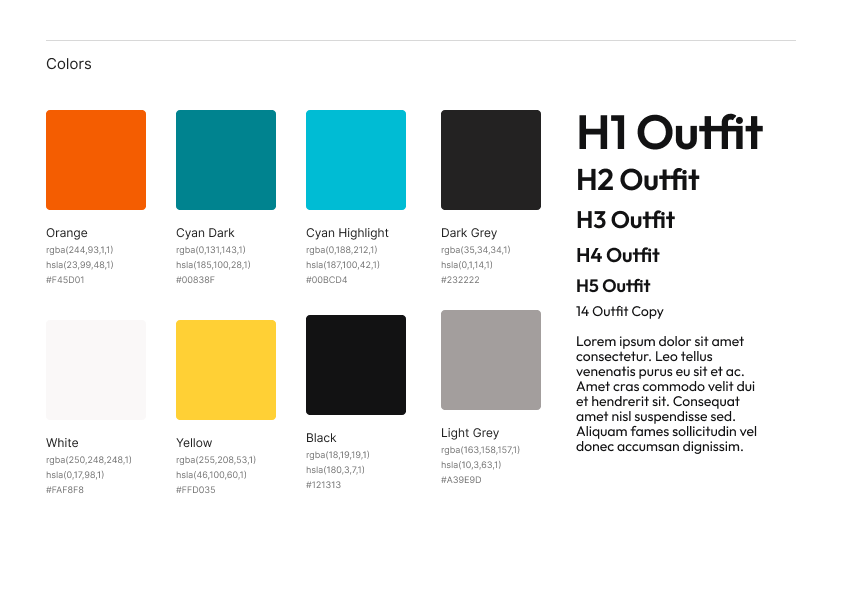 Colors
Orange
rgba(244,93,1,1)
hsla(23,99,48,1)
#F45D01
Cyan Dark
rgba(0,131,143,1)
hsla(185,100,28,1)
#00838F
Cyan Highlight
rgba(0,188,212,1)
hsla(187,100,42,1)
#00BCD4
Dark Grey
rgba(35,34,34,1)
hsla(0,1,14,1)
#232222
White
rgba(250,248,248,1)
hsla(0,17,98,1)
#FAF8F8
Yellow
rgba(255,208,53,1)
hsla(46,100,60,1)
#FFD035
Black
rgba(18,19,19,1)
hsla(180,3,7,1)
#121313
Light Grey
rgba(163,158,157,1)
hsla(10,3,63,1)
#A39E9D
H1 Outfit
H2 Outfit
H3 Outfit
H4 Outfit
H5 Outfit
14 Outfit Copy
Lorem ipsum dolor sit amet
consectetur. Leo tellus
venenatis purus eu sit et ac.
Amet cras commodo velit dui
et hendrerit sit. Consequat
amet nisl suspendisse sed.
Aliquam fames sollicitudin vel
donec accumsan dignissim.